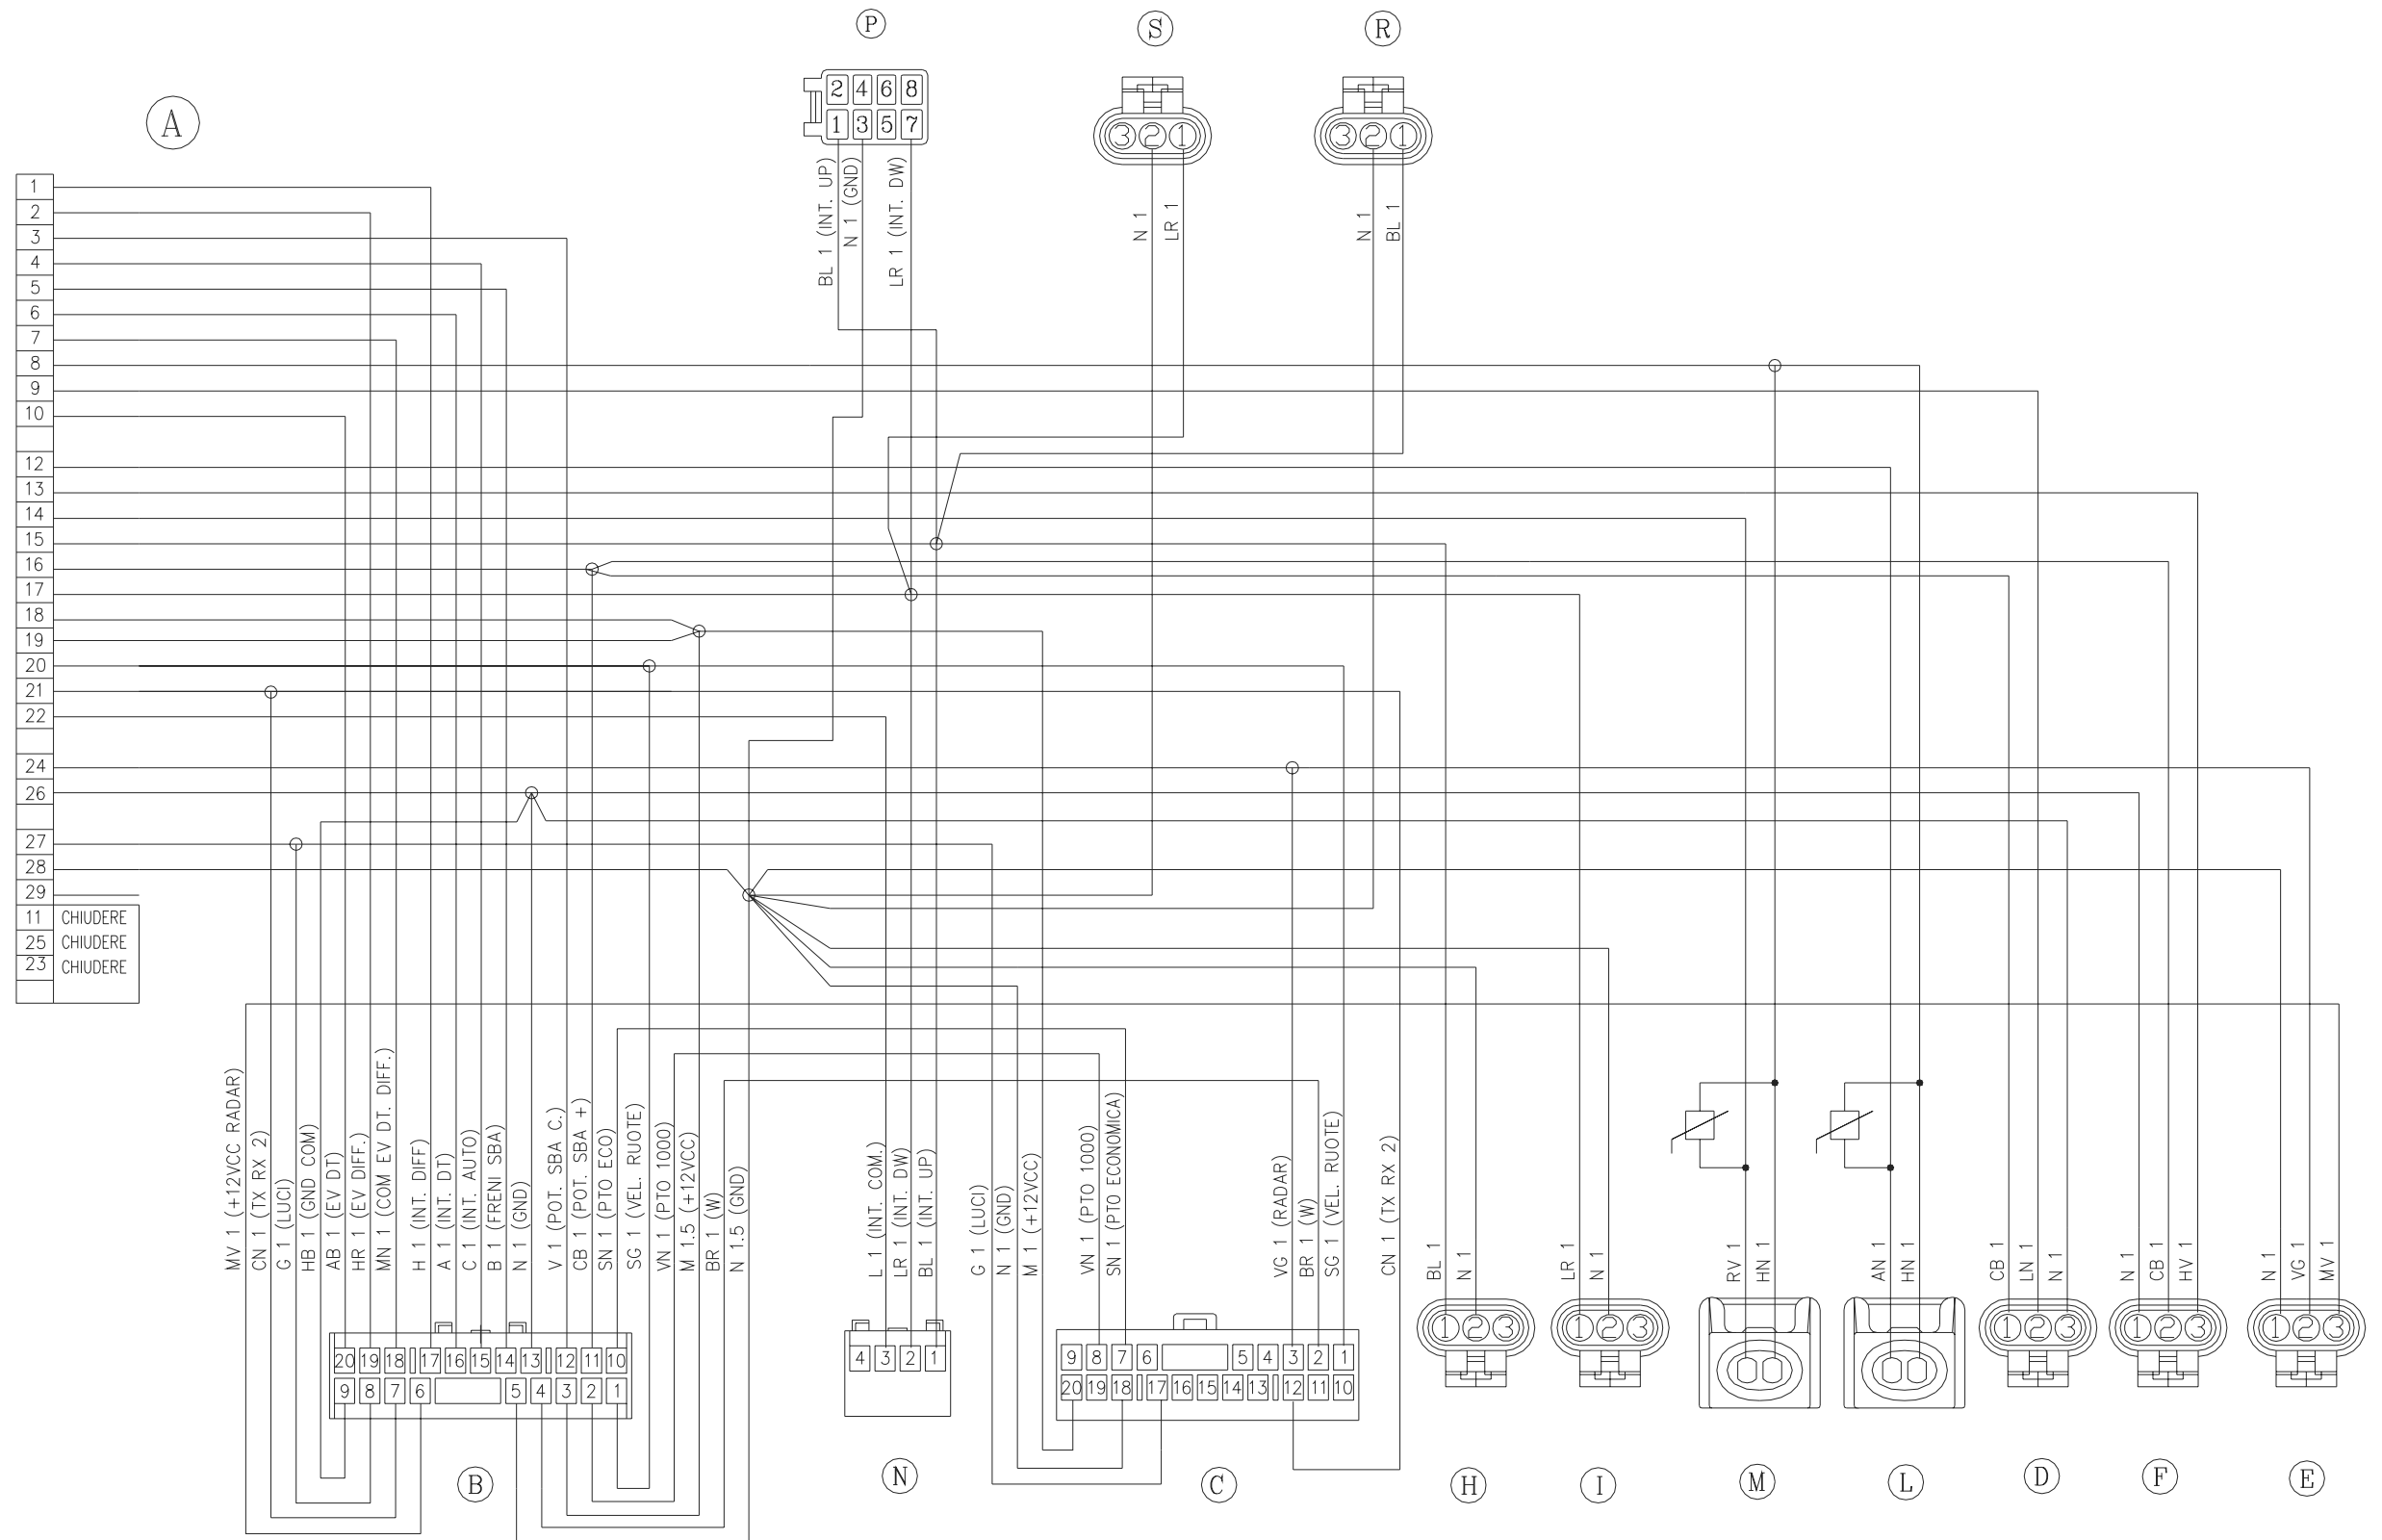 P
S
R
A
2 4 6 8
1 3 5 7
3 2 1
3 2 1
BL 1 (INT. UP)
N 1 (GND)
LR 1 (INT. DW)
N 1
LR 1
N 1
BL 1
1
2
3
4
5
6
7
8
9
10
12
13
14
15
16
17
18
19
20
21
22
24
26
27
28
29
11 CHIUDERE
25 CHIUDERE
23 CHIUDERE
MV 1 (+12VCC RADAR)
CN 1 (TX RX 2)
G 1 (LUCI)
HB 1 (GND COM)
AB 1 (EV DT)
HR 1 (EV DIFF.)
MN 1 (COM EV DT. DIFF.)
H 1 (INT. DIFF)
A 1 (INT. DT)
C 1 (INT. AUTO)
B 1 (FRENI SBA)
N 1 (GND)
V 1 (POT. SBA C.)
CB 1 (POT. SBA +)
SN 1 (PTO ECO)
SG 1 (VEL. RUOTE)
VN 1 (PTO 1000)
M 1.5 (+12VCC)
BR 1 (W)
N 1.5 (GND)
L 1 (INT. COM.)
LR 1 (INT. DW)
BL 1 (INT. UP)
G 1 (LUCI)
N 1 (GND)
M 1 (+12VCC)
VN 1 (PTO 1000)
SN 1 (PTO ECONOMICA)
VG 1 (RADAR)
BR 1 (W)
SG 1 (VEL. RUOTE)
CN 1 (TX RX 2)
BL 1
N 1
LR 1
N 1
RV 1
HN 1
AN 1
HN 1
CB 1
LN 1
N 1
N 1
CB 1
HV 1
N 1
VG 1
MV 1
20 19 18 17 16 15 14 13 12 11 10
9 8 7 6 5 4 3 2 1
4 3 2 1
9 8 7 6 5 4 3 2 1
20 19 18 17 16 15 14 13 12 11 10
1 2 3
1 2 3
1 2 3
1 2 3
1 2 3
B
N
C
H
I
M
L
D
F
E